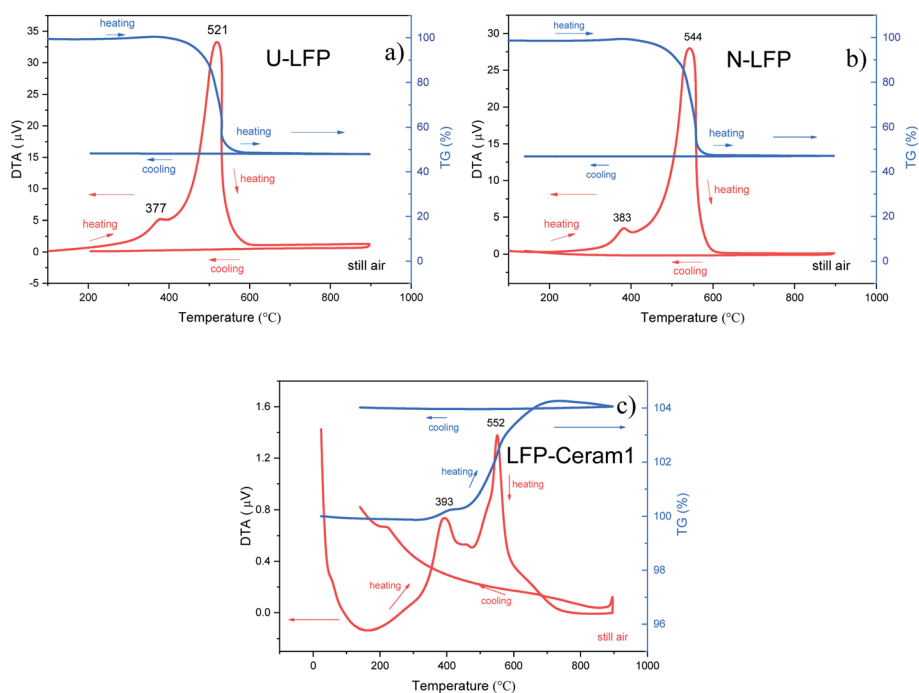 heating
521
a)
U-LFP
35
30
25
20
15
10
5
0
-5
DTA (µV)
100
80
60
40
20
0
TG (%)
heating
cooling
heating
377
heating
cooling
still air
200
400
600
800
1000
Temperature (°C)
heating
544
b)
N-LFP
30
25
20
15
10
5
0
DTA (µV)
100
80
60
40
20
0
TG (%)
heating
cooling
heating
383
heating
cooling
still air
200
400
600
800
1000
Temperature (°C)
c)
1.6
1.2
0.8
0.4
0.0
DTA (µV)
104
102
100
98
96
TG (%)
cooling
552
LFP-Ceram1
heating
heating
393
heating
cooling
still air
0
200
400
600
800
1000
Temperature (°C)